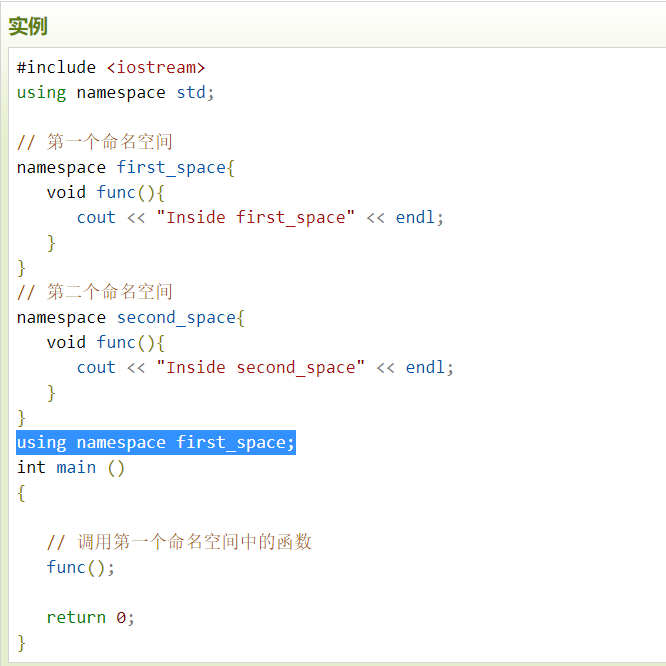 实例
#include <iostream>
using namespace std;
// 第一个命名空间
namespace first_space{
   void func(){
      cout << "Inside first_space" << endl;
   }
}
// 第二个命名空间
namespace second_space{
   void func(){
      cout << "Inside second_space" << endl;
   }
}
using namespace first_space;
int main ()
{
   // 调用第一个命名空间中的函数
   func();
   return 0;
}